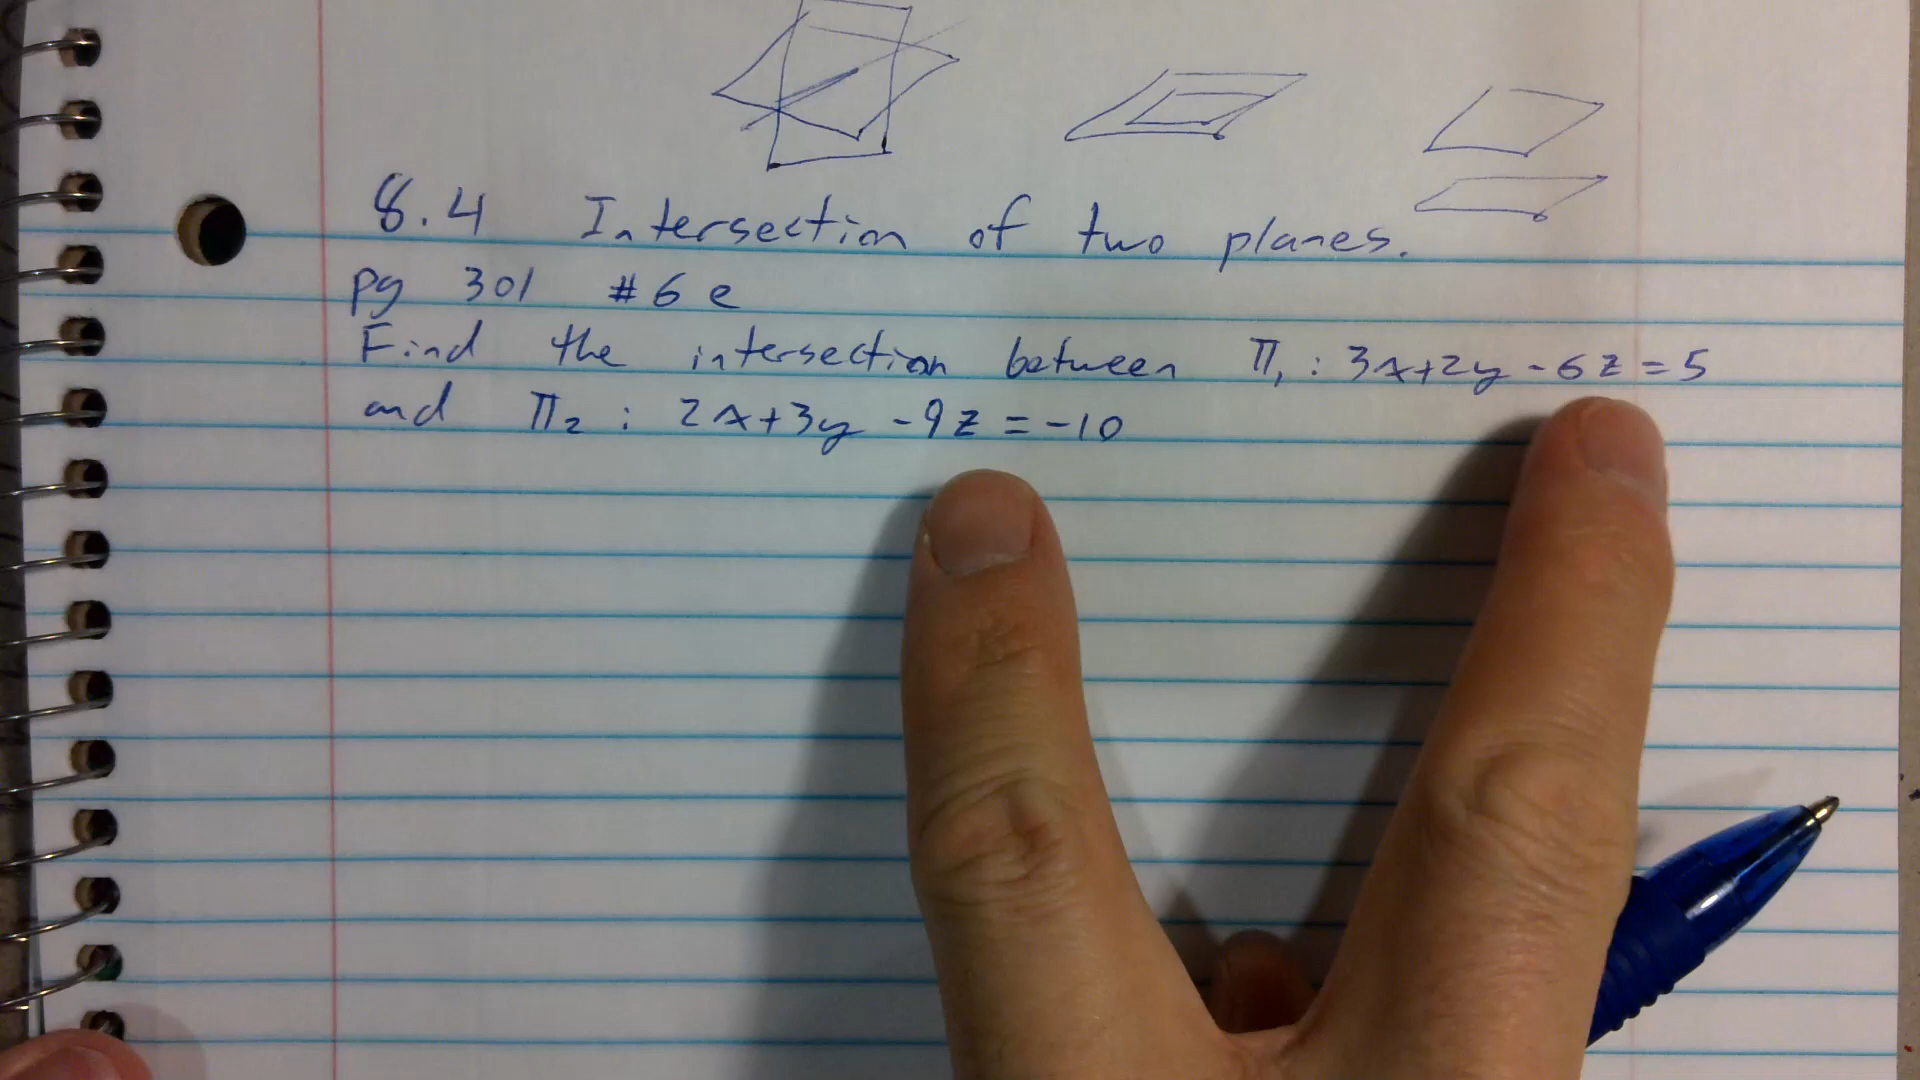 8.4 Intersection of two planes.
pg 301 #6 e
Find the intersection between Π₁ : 3x+2y-6z=5
and Π₂ : 2x+3y-9z=-10